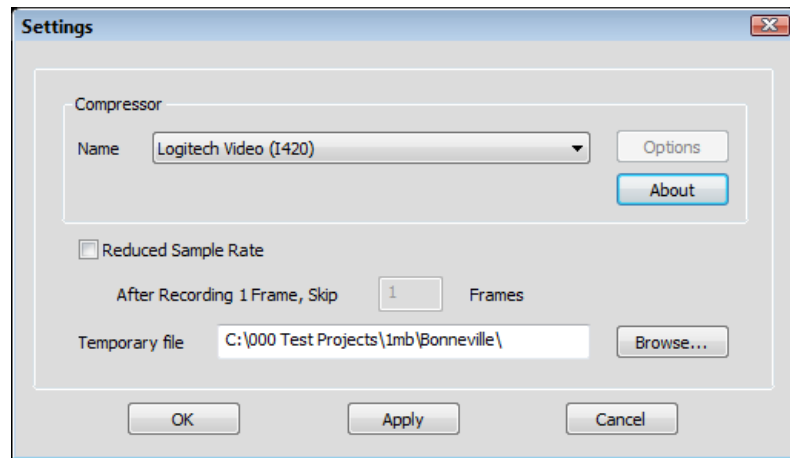 Settings
Compressor
Name Logitech Video (I420) Options
About
Reduced Sample Rate
After Recording 1 Frame, Skip 1 Frames
Temporary file C:\000 Test Projects\1mb\Bonneville\ Browse...
OK Apply Cancel